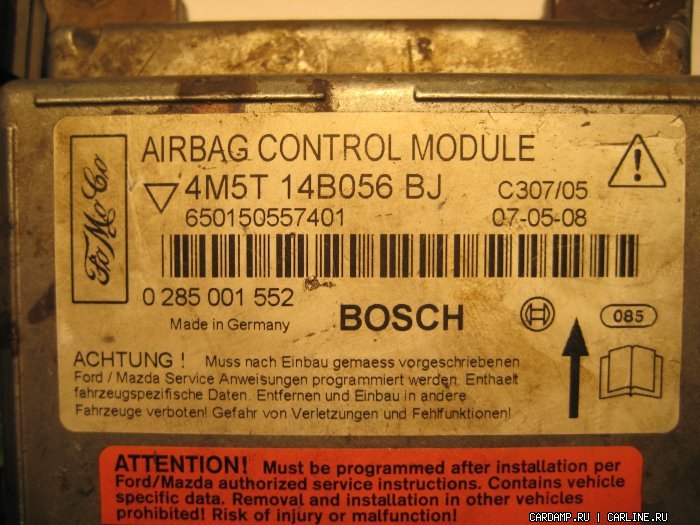 FoMoCo
AIRBAG CONTROL MODULE
4M5T 14B056 BJ C307/05
650150557401 07-05-08
0 285 001 552
Made in Germany BOSCH 085
ACHTUNG ! Muss nach Einbau gemaess vorgeschriebenen
Ford / Mazda Service Anweisungen programmiert werden. Enthaelt
fahrzeugspezifische Daten. Entfernen und Einbau in andere
Fahrzeuge verboten! Gefahr von Verletzungen und Fehlfunktionen!
ATTENTION! Must be programmed after installation per
Ford/Mazda authorized service instructions. Contains vehicle
specific data. Removal and installation in other vehicles
prohibited! Risk of injury or malfunction!
CARDAMP.RU | CARLINE.RU